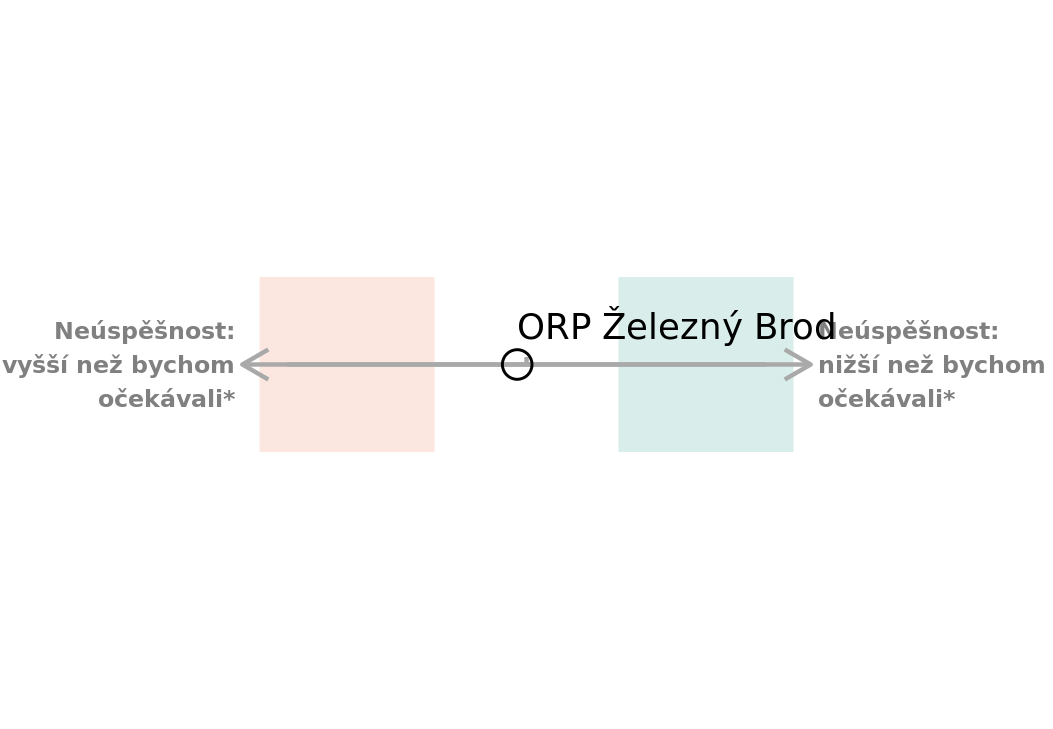 ORP Železný Brod
Neúspěšnost:
vyšší než bychom
očekávali*
Neúspěšnost:
nižší než bychom
očekávali*